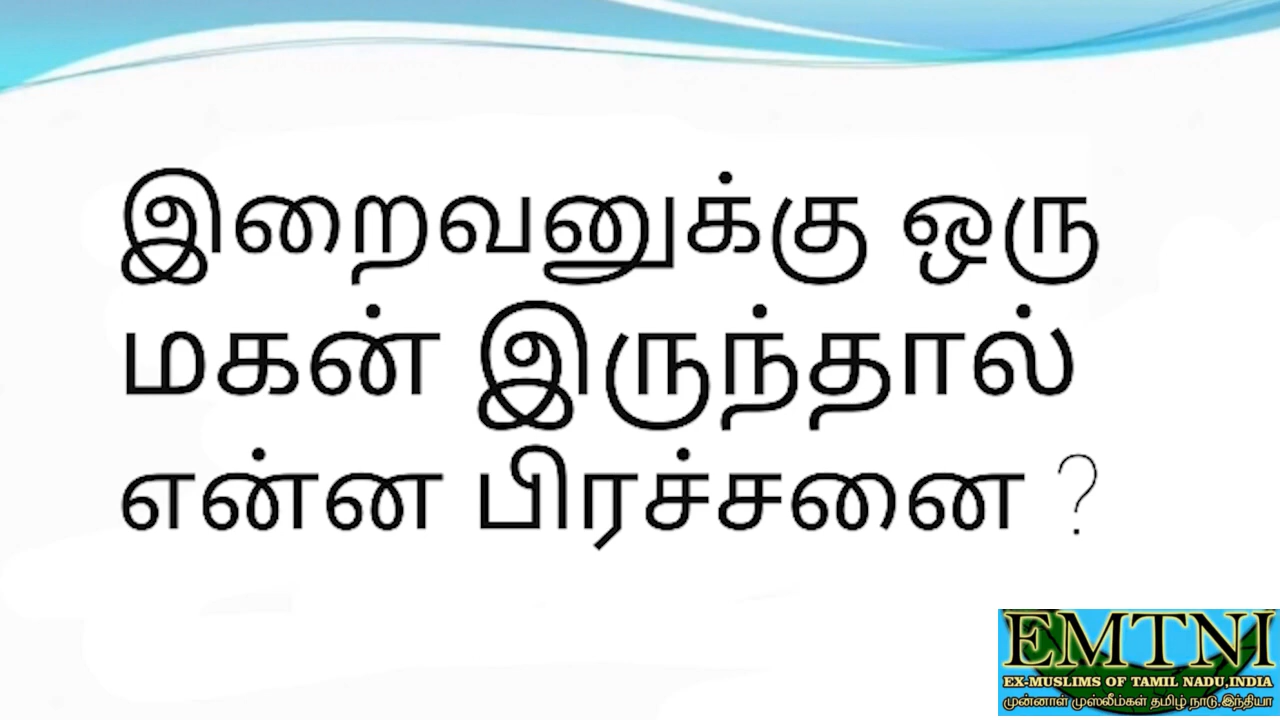 இறைவனுக்கு ஒரு
மகன் இருந்தால்
என்ன பிரச்சனை ?
EMTNI
EX-MUSLIMS OF TAMIL NADU,INDIA
முன்னாள் முஸ்லீம்கள் தமிழ் நாடு,இந்தியா